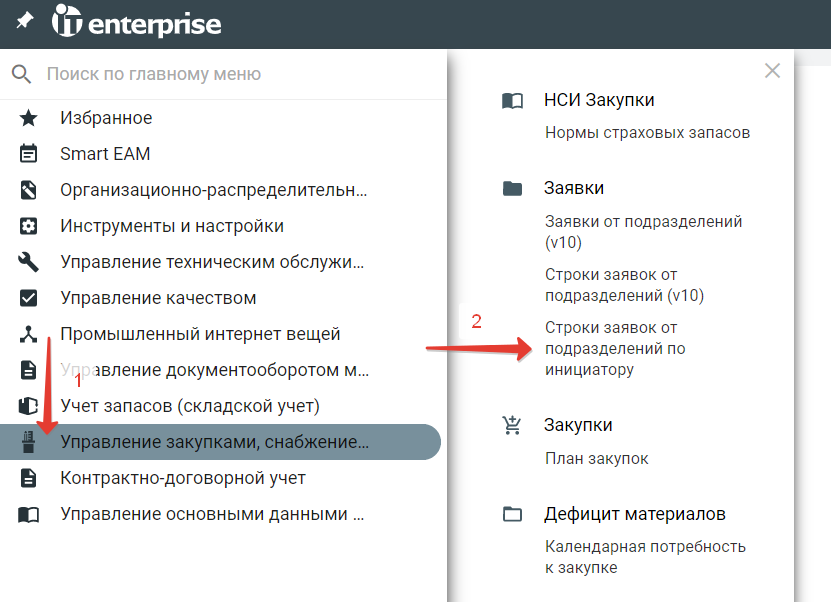 iT enterprise
Поиск по главному меню
Избранное
Smart EAM
Организационно-распределительн...
Инструменты и настройки
Управление техническим обслужи...
Управление качеством
Промышленный интернет вещей
1
Управление документооборотом м...
Учет запасов (складской учет)
Управление закупками, снабжение...
Контрактно-договорной учет
Управление основными данными ...
НСИ Закупки
Нормы страховых запасов
Заявки
Заявки от подразделений
(v10)
Строки заявок от
подразделений (v10)
2
Строки заявок от
подразделений по
инициатору
Закупки
План закупок
Дефицит материалов
Календарная потребность
к закупке